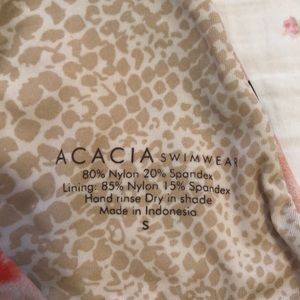 ACACIA SWIMWEAR
80% Nylon 20% Spandex
Lining: 85% Nylon 15% Spandex
Hand rinse Dry in shade
Made in Indonesia
S